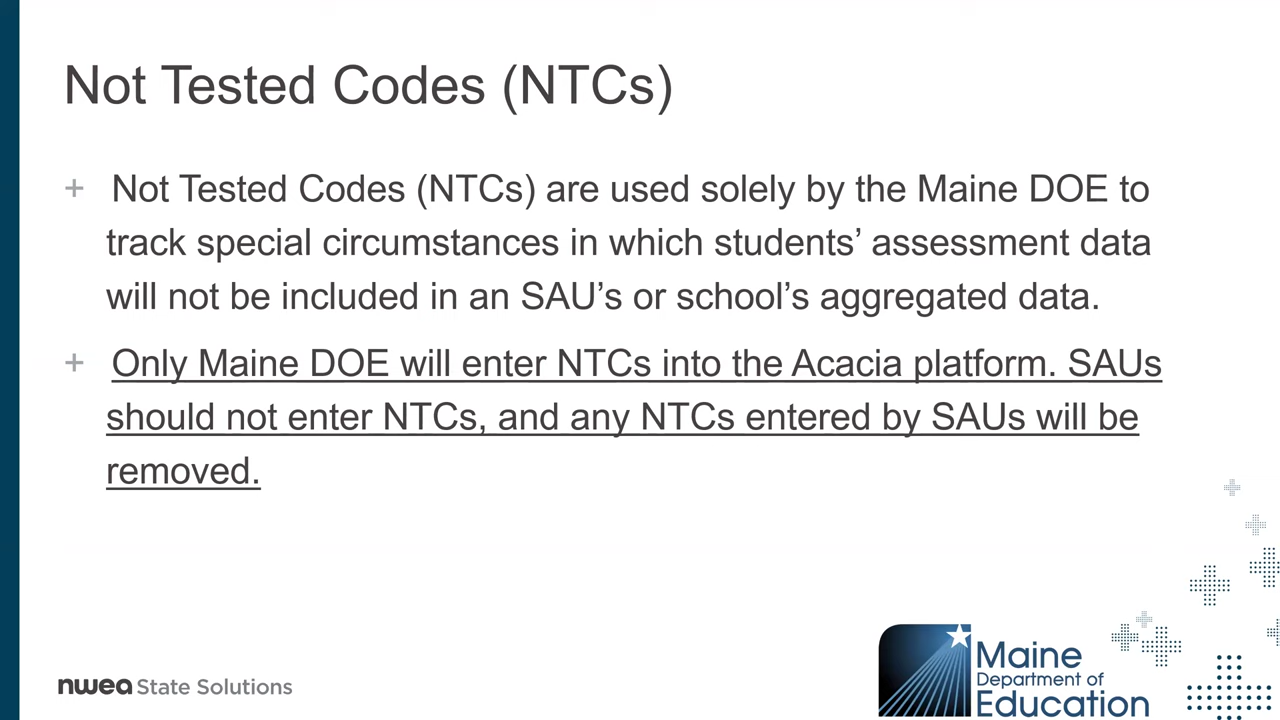 Not Tested Codes (NTCs)
+ Not Tested Codes (NTCs) are used solely by the Maine DOE to
track special circumstances in which students’ assessment data
will not be included in an SAU’s or school’s aggregated data.
+ Only Maine DOE will enter NTCs into the Acacia platform. SAUs
should not enter NTCs, and any NTCs entered by SAUs will be
removed.
nwea State Solutions
Maine
Department of
Education